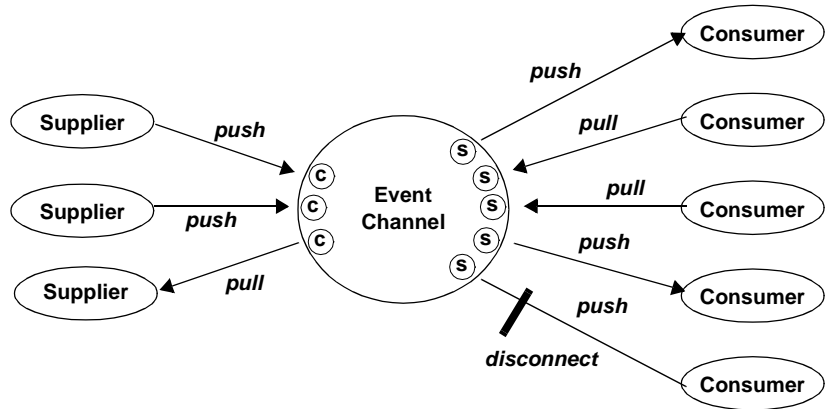 Consumer
push
Supplier
push
pull
Consumer
s
c
s
Event
Channel
pull
Supplier
push
c
s
Consumer
c
s
push
Supplier
pull
s
push
Consumer
disconnect
Consumer